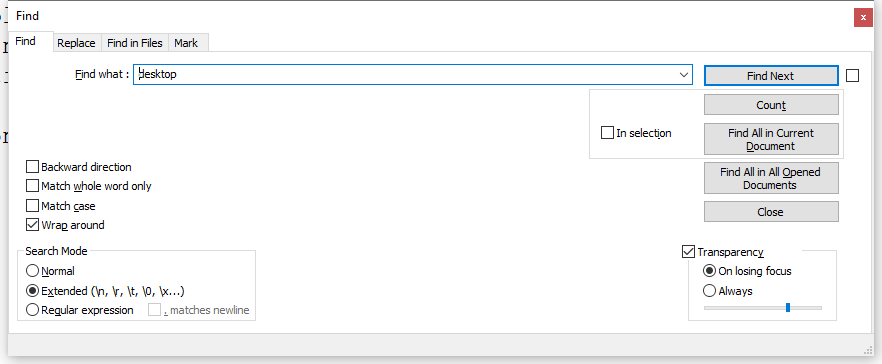 Find
x
Find Replace Find in Files Mark
Find what : desktop Find Next
Count
In selection Find All in Current Document
Backward direction
Match whole word only Find All in All Opened Documents
Match case
Close
Wrap around
Search Mode
Transparency
Normal
On losing focus
Extended (\n, \r, \t, \0, \x...)
Always
Regular expression . matches newline